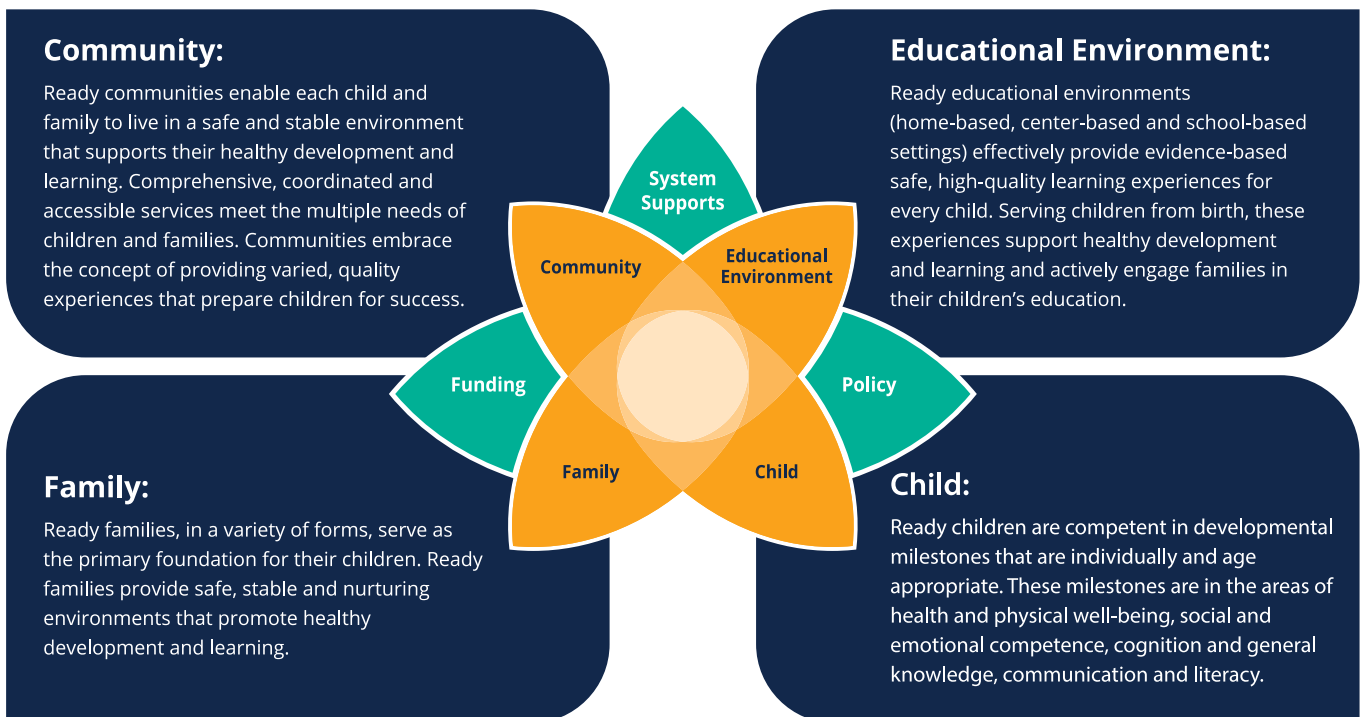 Community:
Ready communities enable each child and
family to live in a safe and stable environment
that supports their healthy development and
learning. Comprehensive, coordinated and
accessible services meet the multiple needs of
children and families. Communities embrace
the concept of providing varied, quality
experiences that prepare children for success.
Educational Environment:
Ready educational environments
(home-based, center-based and school-based
settings) effectively provide evidence-based
safe, high-quality learning experiences for
every child. Serving children from birth, these
experiences support healthy development
and learning and actively engage families in
their children’s education.
System
Supports
Community
Educational
Environment
Funding
Policy
Family
Child
Family:
Ready families, in a variety of forms, serve as
the primary foundation for their children. Ready
families provide safe, stable and nurturing
environments that promote healthy
development and learning.
Child:
Ready children are competent in developmental
milestones that are individually and age
appropriate. These milestones are in the areas of
health and physical well-being, social and
emotional competence, cognition and general
knowledge, communication and literacy.